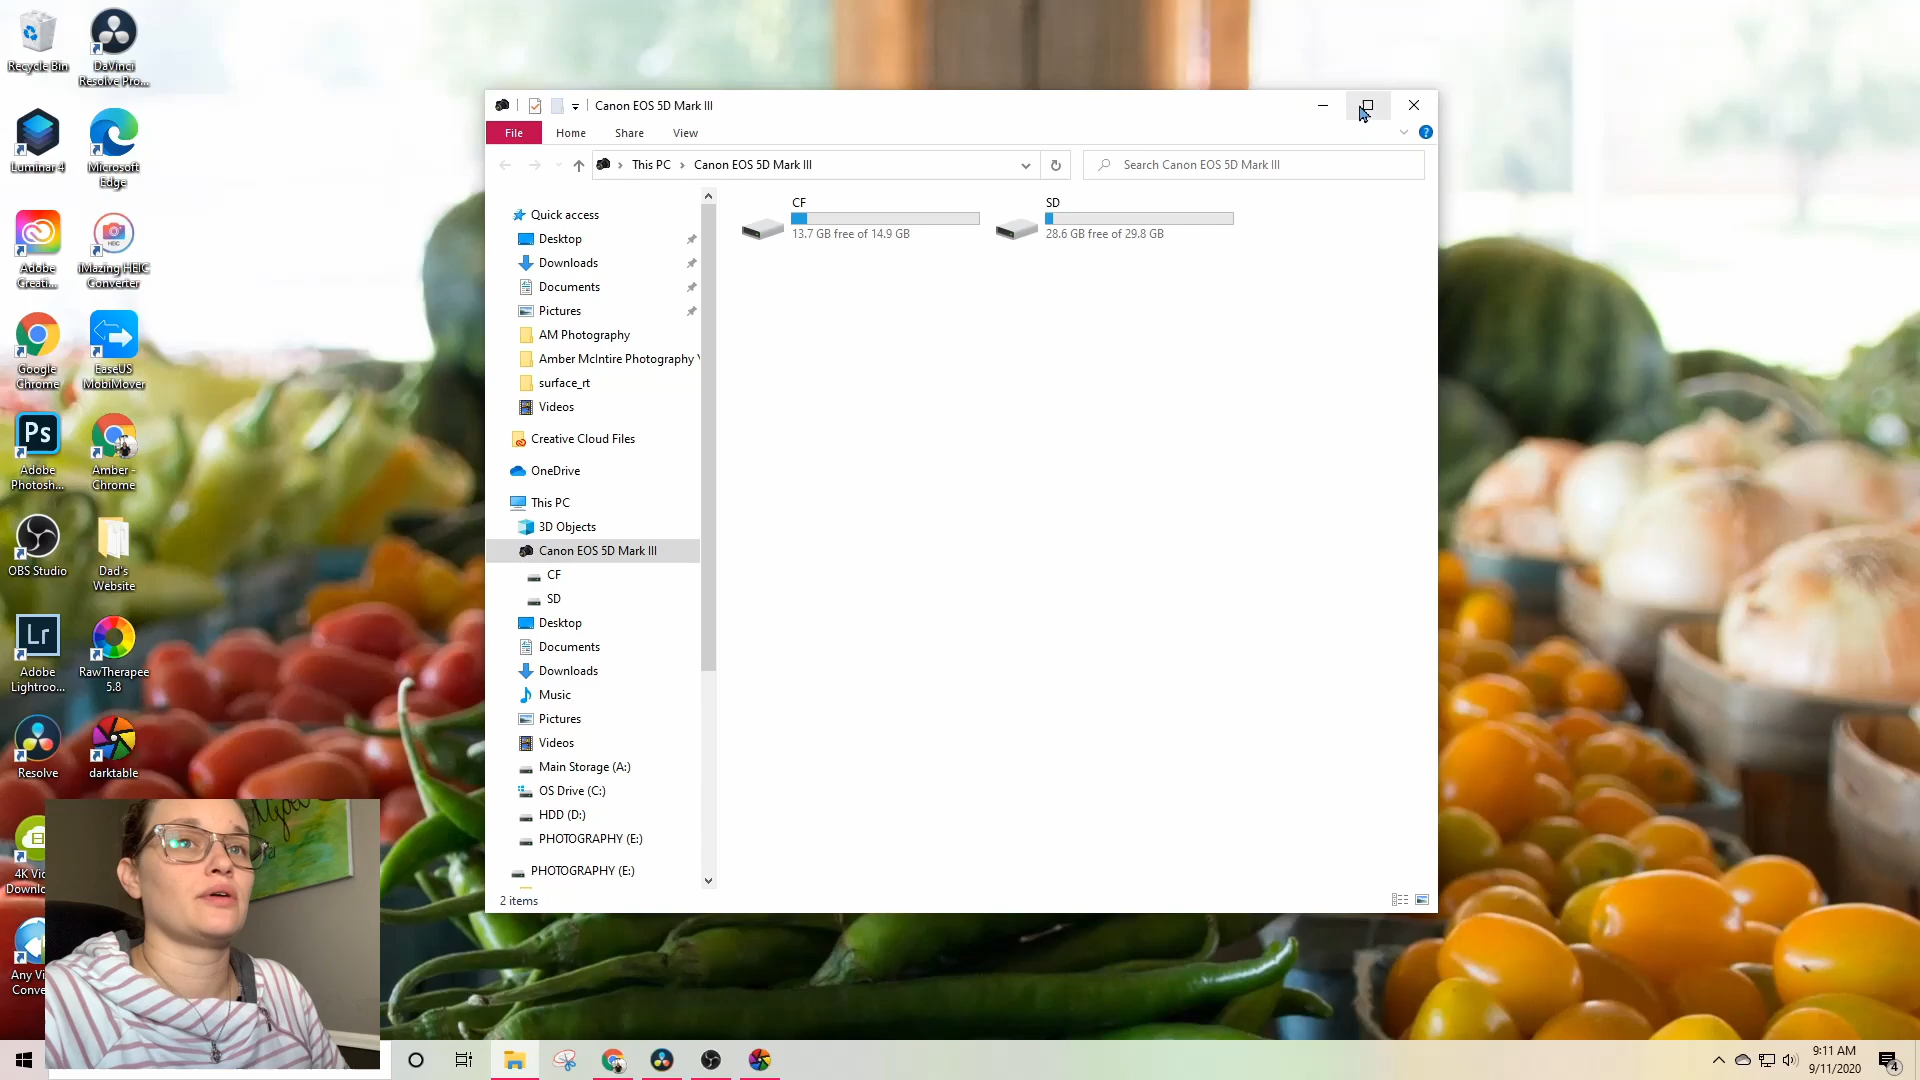 Recycle Bin
DaVinci
Resolve Pro...
Luminar 4
Microsoft
Edge
Adobe
Creati...
iMazing HEIC
Converter
Google
Chrome
EaseUS
MobiMover
Ps
Adobe
Photosh...
Amber -
Chrome
OBS Studio
Dad's
Website
Lr
Adobe
Lightroo...
RawTherapee
5.8
Resolve
darktable
4K Vi
Downl
Any Vi
Conve
Canon EOS 5D Mark III
File
Home
Share
View
This PC
Canon EOS 5D Mark III
Search Canon EOS 5D Mark III
Quick access
Desktop
Downloads
Documents
Pictures
AM Photography
Amber McIntire Photography
surface_rt
Videos
Creative Cloud Files
OneDrive
This PC
3D Objects
Canon EOS 5D Mark III
CF
SD
Desktop
Documents
Downloads
Music
Pictures
Videos
Main Storage (A:)
OS Drive (C:)
HDD (D:)
PHOTOGRAPHY (E:)
PHOTOGRAPHY (E:)
CF
13.7 GB free of 14.9 GB
SD
28.6 GB free of 29.8 GB
2 items
9:11 AM
9/11/2020
4